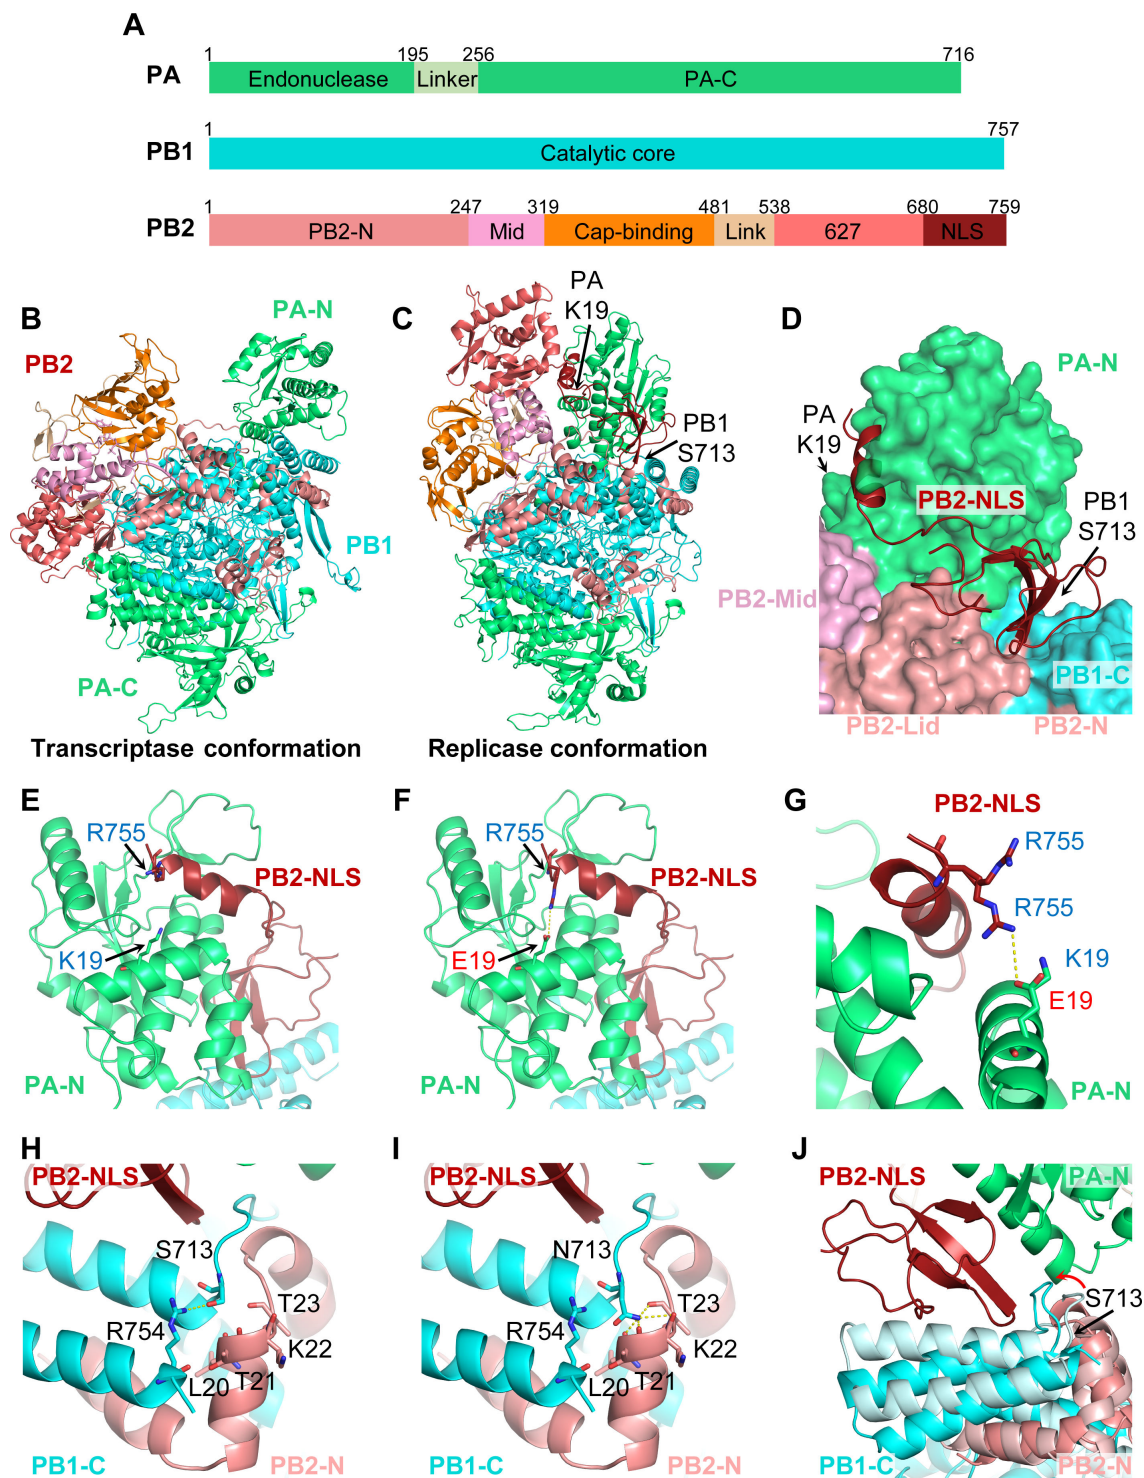 A
1 195 256 716
PA Endonuclease Linker PA-C
1 757
PB1 Catalytic core
1 247 319 481 538 680 759
PB2 PB2-N Mid Cap-binding Link 627 NLS
B
PA-N
PB2
PB1
PA-C
Transcriptase conformation
C
PA
K19
PB1
S713
Replicase conformation
D
PA-N
PA
K19
PB2-NLS
PB1
S713
PB2-Mid
PB1-C
PB2-Lid PB2-N
E
R755
PB2-NLS
K19
PA-N
F
R755
PB2-NLS
E19
PA-N
G
PB2-NLS
R755
R755
K19
E19
PA-N
H
PB2-NLS
S713
T23
R754
K22
L20 T21
PB1-C PB2-N
I
PB2-NLS
N713
T23
R754
K22
L20 T21
PB1-C PB2-N
J
PB2-NLS
PA-N
S713
PB1-C PB2-N